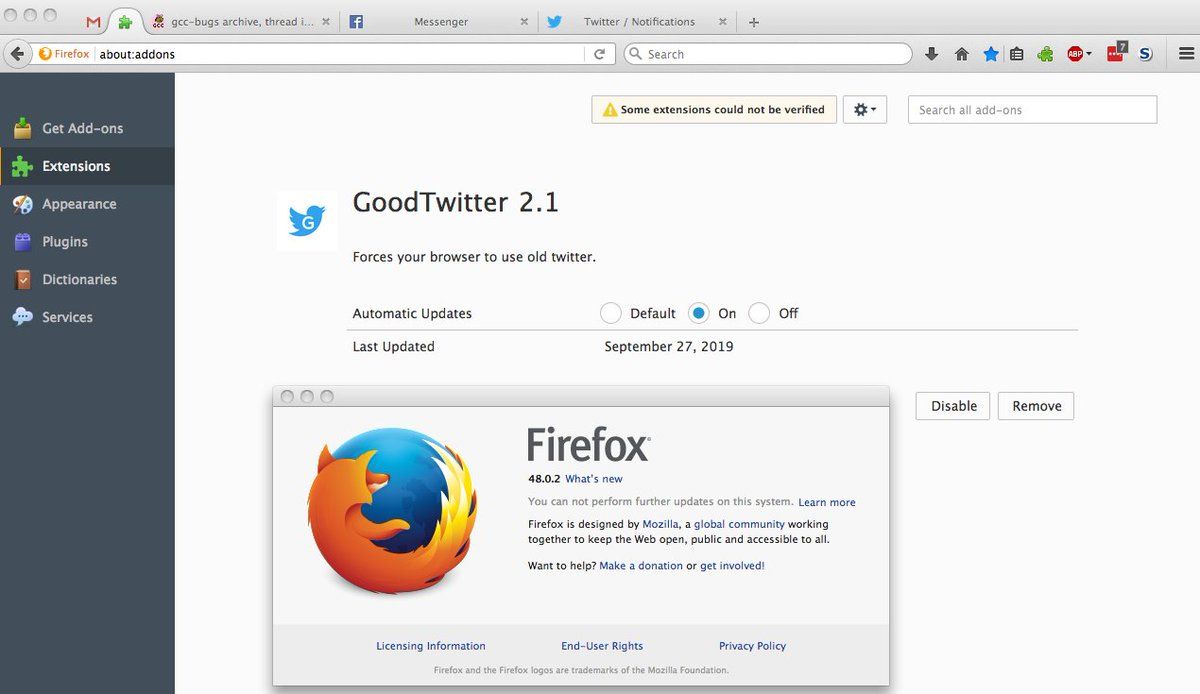 gcc-bugs archive, thread i...
Messenger
Twitter / Notifications
Firefox
about:addons
Search
ABP
7
S
Some extensions could not be verified
Search all add-ons
Get Add-ons
Extensions
Appearance
Plugins
Dictionaries
Services
G
GoodTwitter 2.1
Forces your browser to use old twitter.
Automatic Updates
Default
On
Off
Last Updated
September 27, 2019
Disable
Remove
Firefox
48.0.2 What's new
You can not perform further updates on this system. Learn more
Firefox is designed by Mozilla, a global community working
together to keep the Web open, public and accessible to all.
Want to help? Make a donation or get involved!
Licensing Information
End-User Rights
Privacy Policy
Firefox and the Firefox logos are trademarks of the Mozilla Foundation.